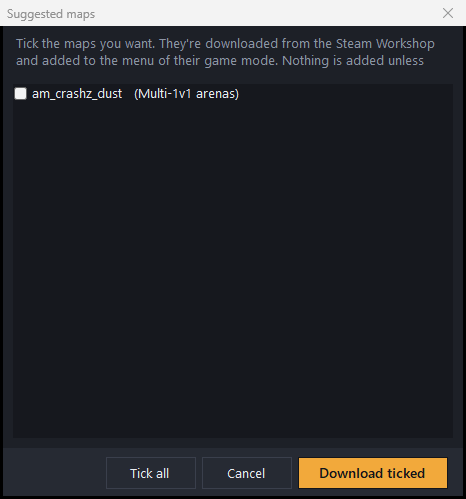 Suggested maps
Tick the maps you want. They're downloaded from the Steam Workshop
and added to the menu of their game mode. Nothing is added unless
am_crashz_dust (Multi-1v1 arenas)
Tick all Cancel Download ticked